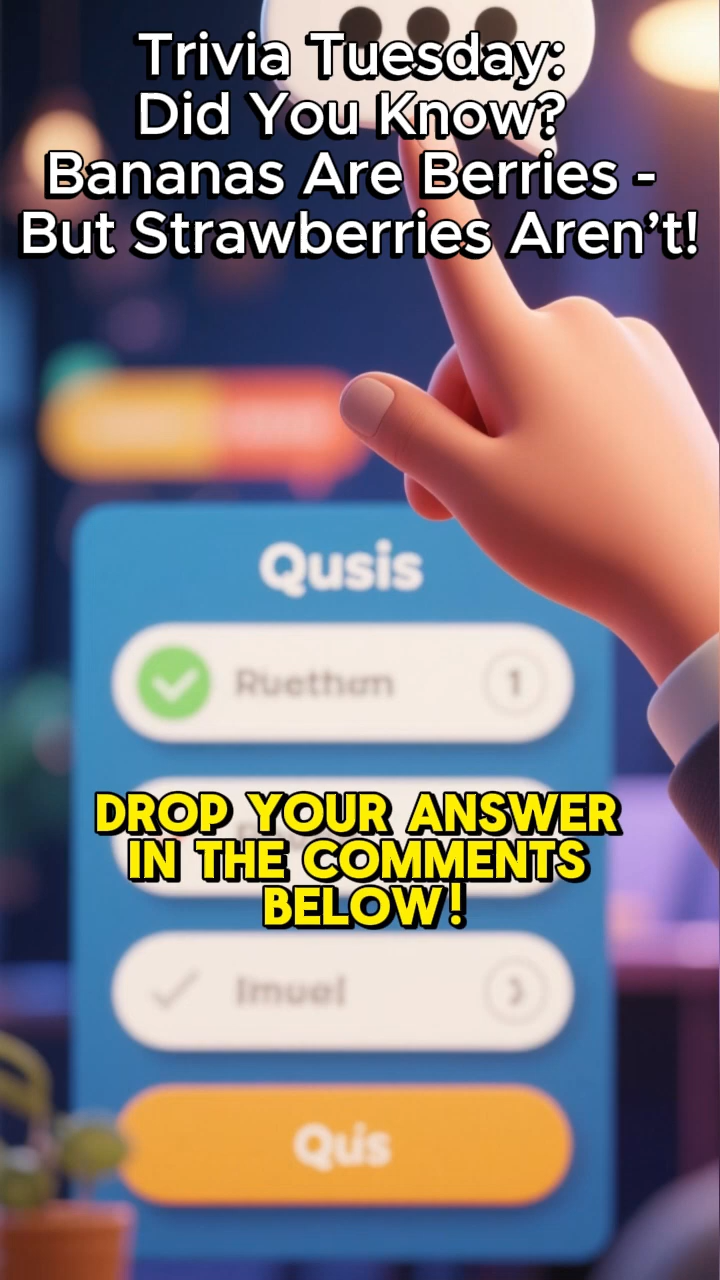 Trivia Tuesday:
Did You Know?
Bananas Are Berries -
But Strawberries Aren’t!
Qusis
Ruethon
1
DROP YOUR ANSWER
IN THE COMMENTS
BELOW!
Imuel
Quis